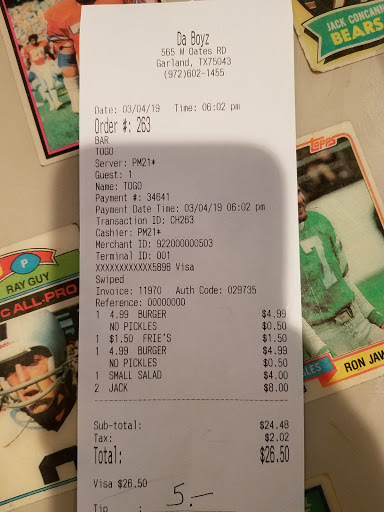 Da Boyz
565 W Oates RD
Garland, TX75043
(972)602-1455
Date: 03/04/19 Time: 06:02 pm
Order #: 263
BAR
TOGO
Server: PM21*
Guest: 1
Name: TOGO
Payment #: 34641
Payment Date Time: 03/04/19 06:02 pm
Transaction ID: CH263
Cashier: PM21*
Merchant ID: 922000000503
Terminal ID: 001
XXXXXXXXXXXX5898 Visa
Swiped
Invoice: 11970 Auth Code: 029735
Reference: 00000000
1 4.99 BURGER $4.99
NO PICKLES $0.50
1 $1.50 FRIE'S $1.50
1 4.99 BURGER $4.99
NO PICKLES $0.50
1 SMALL SALAD $4.00
2 JACK $8.00
Sub-total: $24.48
Tax: $2.02
Total: $26.50
Visa $26.50
Tip : 5.-
JACK CONCANN
BEARS
P
RAY GUY
C ALL-PRO
Topps
7
LES
RON JAW